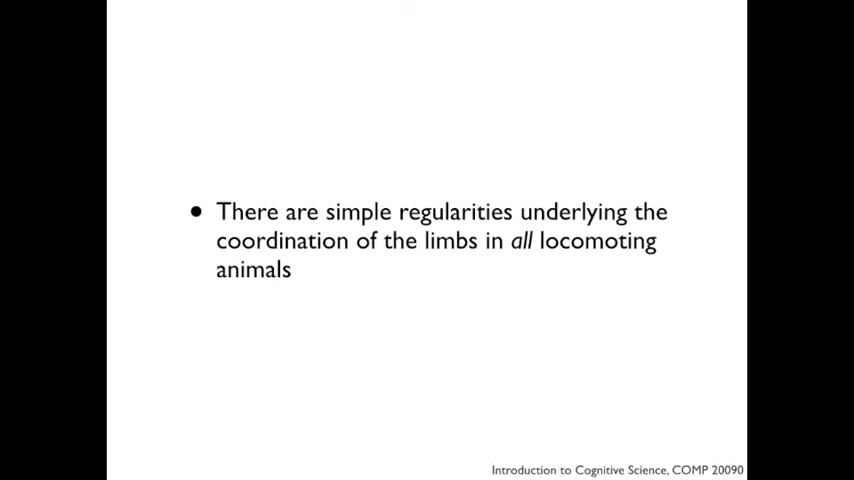 • There are simple regularities underlying the
coordination of the limbs in all locomoting
animals
Introduction to Cognitive Science, COMP 20090